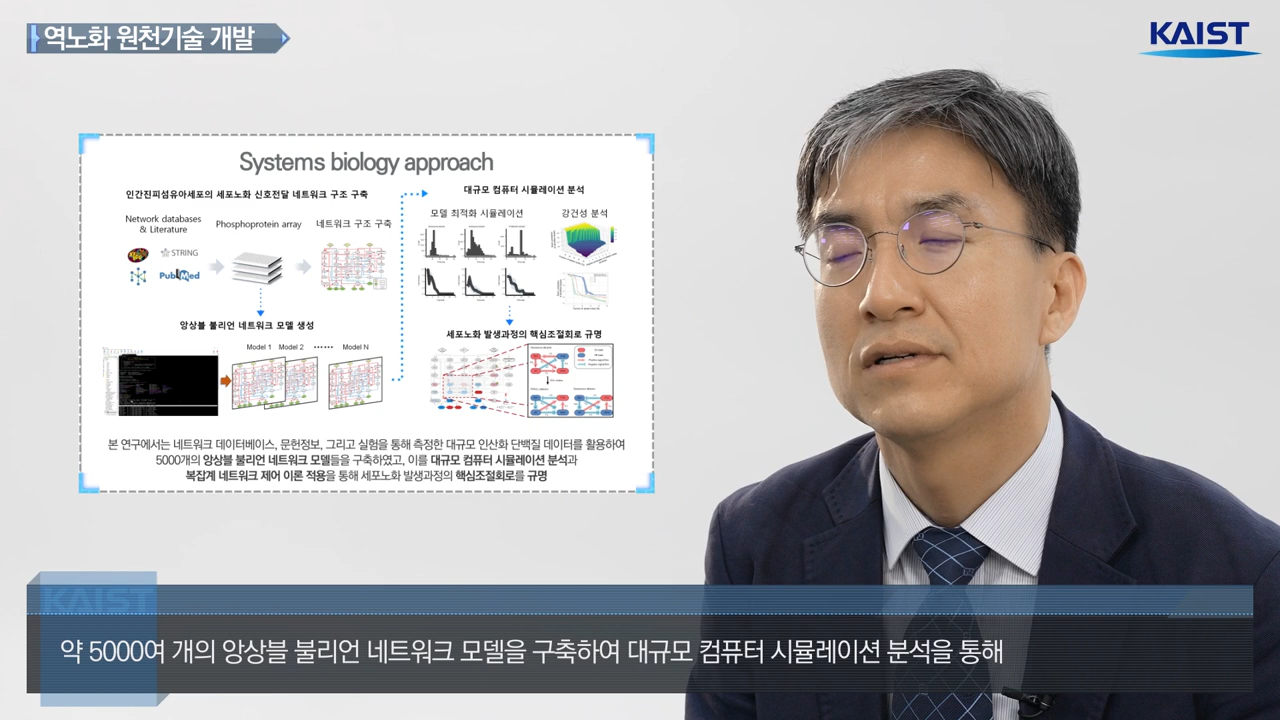 역노화 원천기술 개발
KAIST
Systems biology approach
인간진피섬유아세포의 세포노화 신호전달 네트워크 구조 구축
Network databases
& Literature
Phosphoprotein array
네트워크 구조 구축
STRING
PubMed
앙상블 불리언 네트워크 모델 생성
Model 1 Model 2 ······ Model N
대규모 컴퓨터 시뮬레이션 분석
모델 최적화 시뮬레이션
강건성 분석
세포노화 발생과정의 핵심조절회로 규명
본 연구에서는 네트워크 데이터베이스, 문헌정보, 그리고 실험을 통해 측정한 대규모 인산화 단백질 데이터를 활용하여
5000개의 앙상블 불리언 네트워크 모델들을 구축하였고, 이를 대규모 컴퓨터 시뮬레이션 분석과
복잡계 네트워크 제어 이론 적용을 통해 세포노화 발생과정의 핵심조절회로를 규명
KAIST
약 5000여 개의 앙상블 불리언 네트워크 모델을 구축하여 대규모 컴퓨터 시뮬레이션 분석을 통해